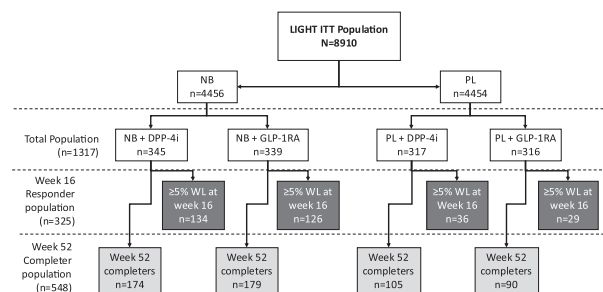 LIGHT ITT Population
N=8910
NB
n=4456
PL
n=4454
Total Population
(n=1317)
NB + DPP-4i
n=345
NB + GLP-1RA
n=339
PL + DPP-4i
n=317
PL + GLP-1RA
n=316
Week 16
Responder
population
(n=325)
≥5% WL at
week 16
n=134
≥5% WL at
week 16
n=126
≥5% WL at
week 16
n=36
≥5% WL at
week 16
n=29
Week 52
Completer
population
(n=548)
Week 52
completers
n=174
Week 52
completers
n=179
Week 52
completers
n=105
Week 52
completers
n=90